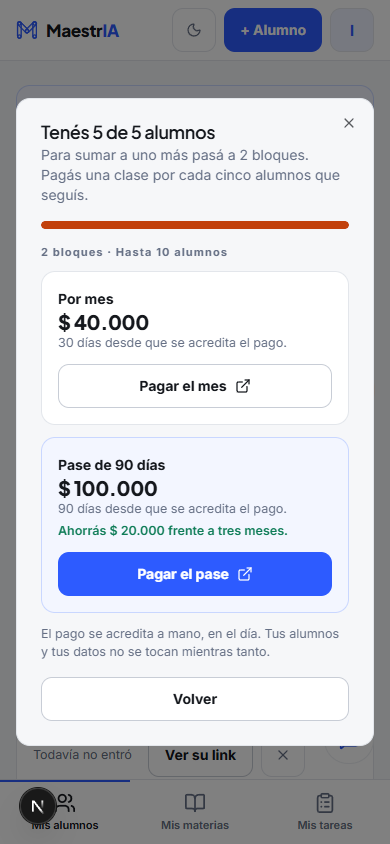 MaestrIA
+ Alumno
I
Tenés 5 de 5 alumnos
Para sumar a uno más pasá a 2 bloques.
Pagás una clase por cada cinco alumnos que
seguís.
2 bloques · Hasta 10 alumnos
Por mes
$ 40.000
30 días desde que se acredita el pago.
Pagar el mes
Pase de 90 días
$ 100.000
90 días desde que se acredita el pago.
Ahorrás $ 20.000 frente a tres meses.
Pagar el pase
El pago se acredita a mano, en el día. Tus alumnos
y tus datos no se tocan mientras tanto.
Volver
Todavía no entró
Ver su link
N
Mis alumnos
Mis materias
Mis tareas